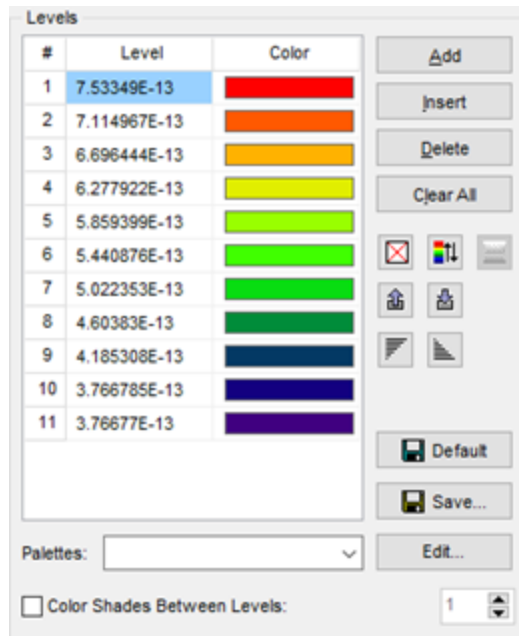 Levels
# Level Color
1 7.53349E-13
2 7.114967E-13
3 6.696444E-13
4 6.277922E-13
5 5.859399E-13
6 5.440876E-13
7 5.022353E-13
8 4.60383E-13
9 4.185308E-13
10 3.766785E-13
11 3.76677E-13
Add
Insert
Delete
Clear All
Default
Save...
Palettes:
Edit...
Color Shades Between Levels: 1